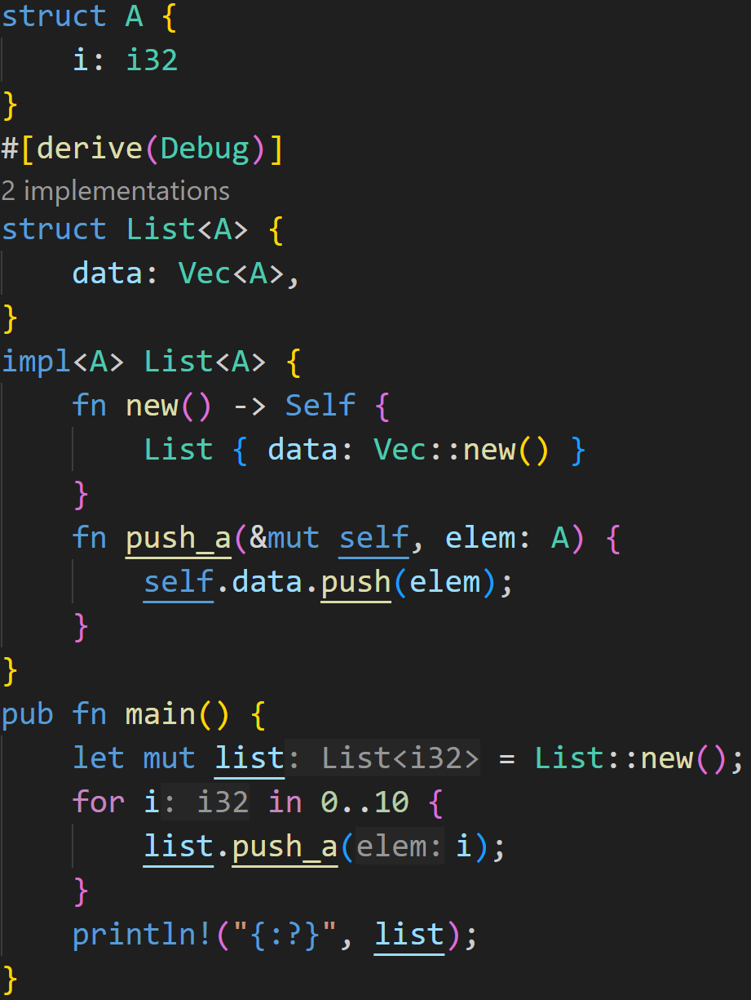 struct A {
    i: i32
}
#[derive(Debug)]
2 implementations
struct List<A> {
    data: Vec<A>,
}
impl<A> List<A> {
    fn new() -> Self {
        List { data: Vec::new() }
    }
    fn push_a(&mut self, elem: A) {
        self.data.push(elem);
    }
}
pub fn main() {
    let mut list: List<i32> = List::new();
    for i: i32 in 0..10 {
        list.push_a(elem: i);
    }
    println!("{:?}", list);
}